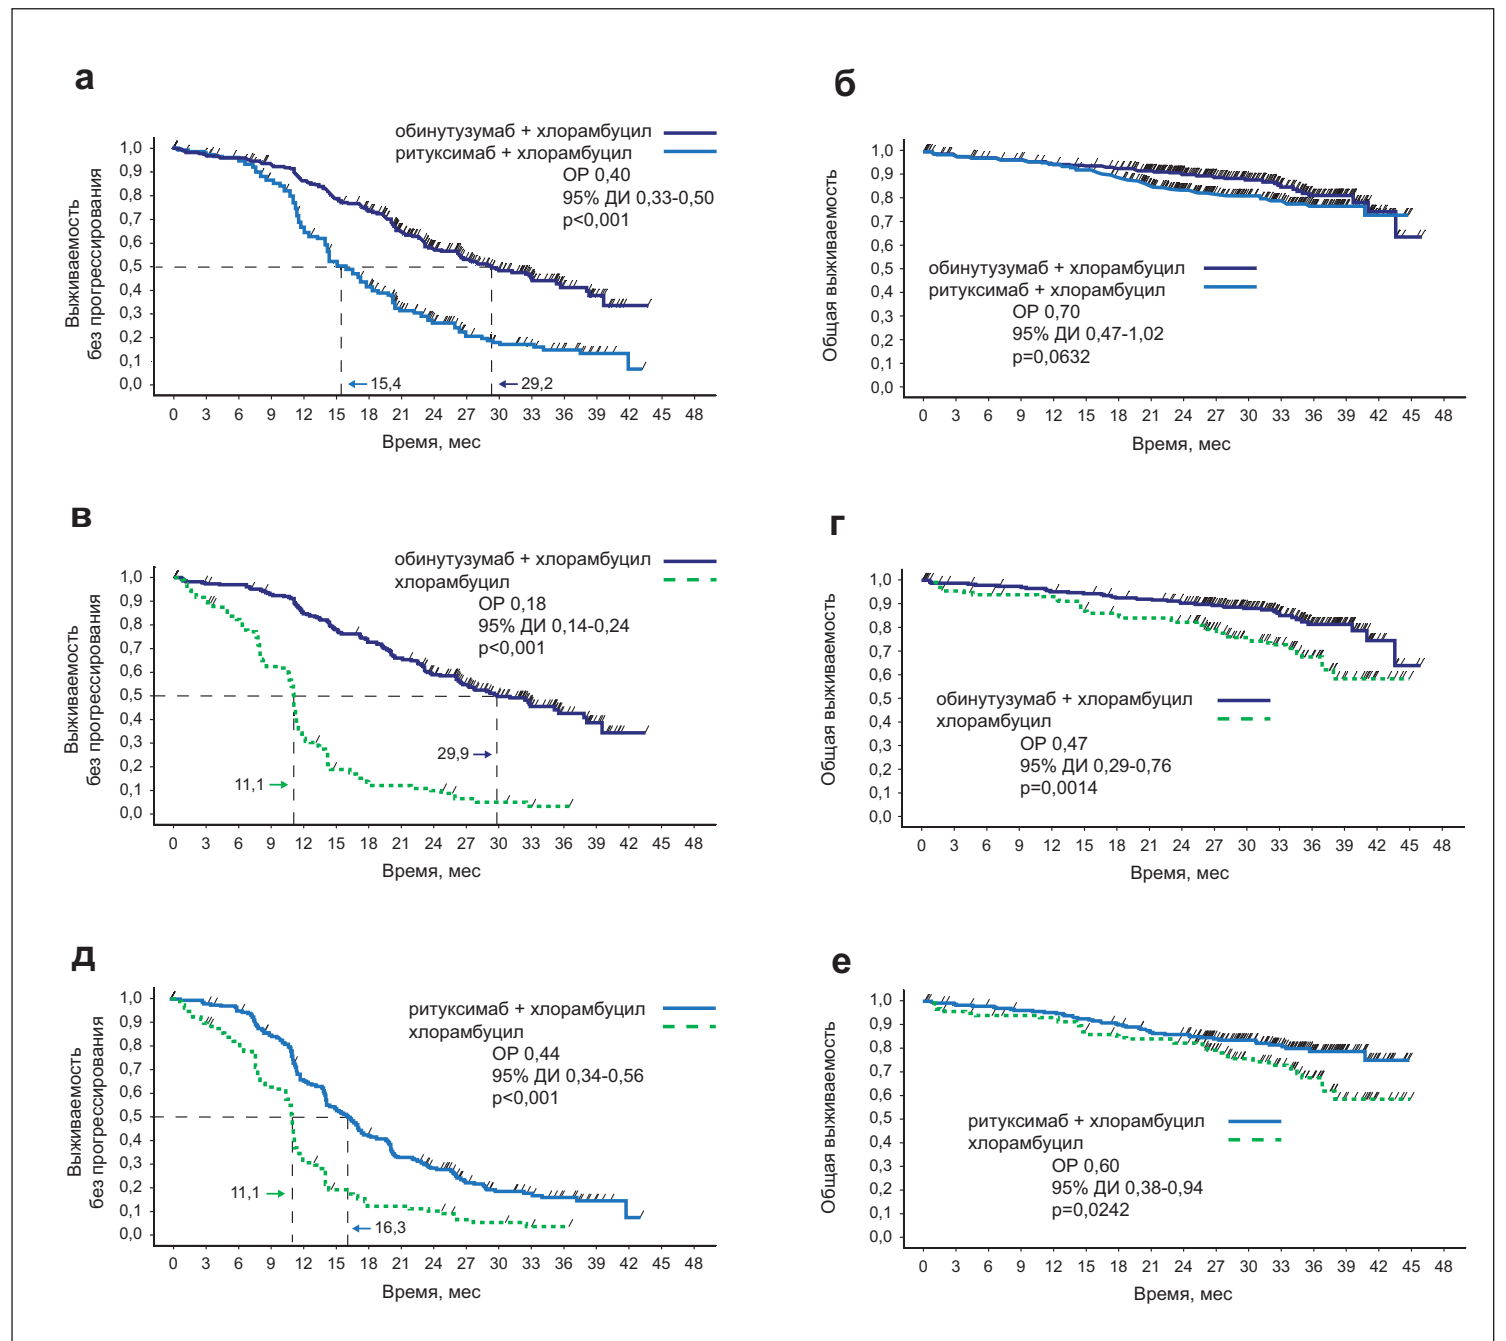 а
обинутузумаб + хлорамбуцил
ритуксимаб + хлорамбуцил
ОР 0,40
95% ДИ 0,33-0,50
p<0,001
Выживаемость
без прогрессирования
1,0
0,9
0,8
0,7
0,6
0,5
0,4
0,3
0,2
0,1
0,0
15,4
29,2
0 3 6 9 12 15 18 21 24 27 30 33 36 39 42 45 48
Время, мес
б
Общая выживаемость
1,0
0,9
0,8
0,7
0,6
0,5
0,4
0,3
0,2
0,1
0,0
обинутузумаб + хлорамбуцил
ритуксимаб + хлорамбуцил
ОР 0,70
95% ДИ 0,47-1,02
p=0,0632
0 3 6 9 12 15 18 21 24 27 30 33 36 39 42 45 48
Время, мес
в
обинутузумаб + хлорамбуцил
хлорамбуцил
ОР 0,18
95% ДИ 0,14-0,24
p<0,001
Выживаемость
без прогрессирования
1,0
0,9
0,8
0,7
0,6
0,5
0,4
0,3
0,2
0,1
0,0
29,9
11,1
0 3 6 9 12 15 18 21 24 27 30 33 36 39 42 45 48
Время, мес
г
Общая выживаемость
1,0
0,9
0,8
0,7
0,6
0,5
0,4
0,3
0,2
0,1
0,0
обинутузумаб + хлорамбуцил
хлорамбуцил
ОР 0,47
95% ДИ 0,29-0,76
p=0,0014
0 3 6 9 12 15 18 21 24 27 30 33 36 39 42 45 48
Время, мес
д
ритуксимаб + хлорамбуцил
хлорамбуцил
ОР 0,44
95% ДИ 0,34-0,56
p<0,001
Выживаемость
без прогрессирования
1,0
0,9
0,8
0,7
0,6
0,5
0,4
0,3
0,2
0,1
0,0
11,1
16,3
0 3 6 9 12 15 18 21 24 27 30 33 36 39 42 45 48
Время, мес
е
Общая выживаемость
1,0
0,9
0,8
0,7
0,6
0,5
0,4
0,3
0,2
0,1
0,0
ритуксимаб + хлорамбуцил
хлорамбуцил
ОР 0,60
95% ДИ 0,38-0,94
p=0,0242
0 3 6 9 12 15 18 21 24 27 30 33 36 39 42 45 48
Время, мес